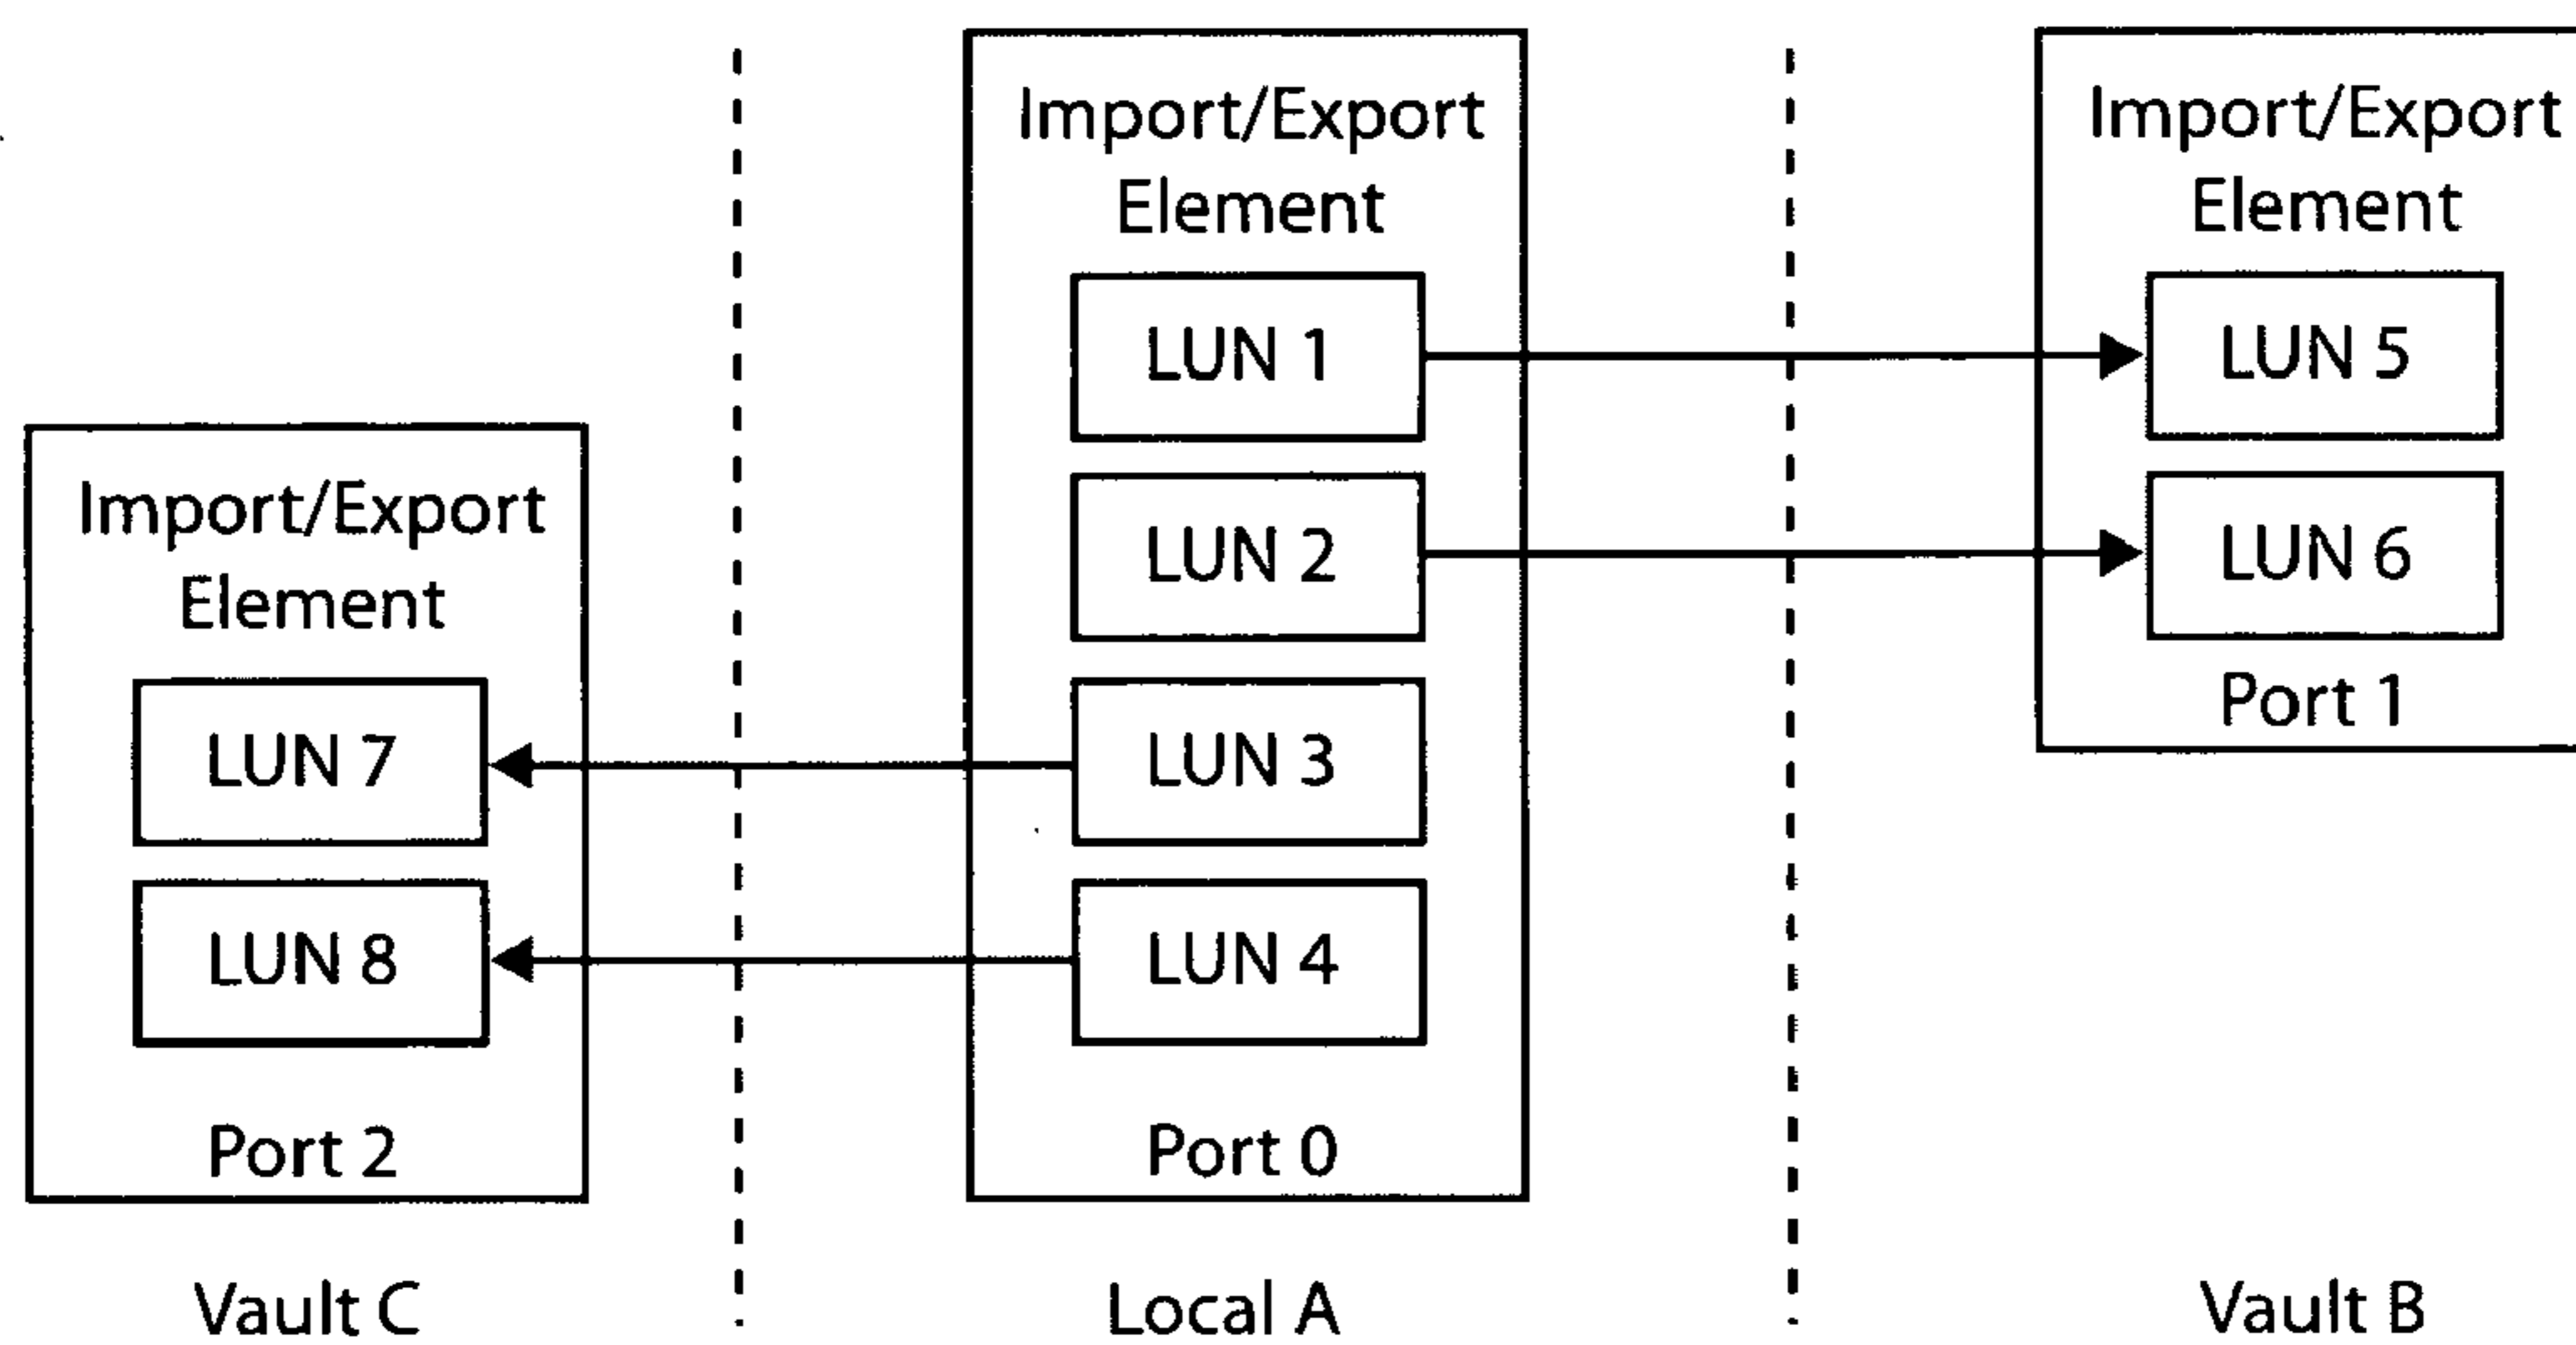 Import/Export
Element
LUN 7
LUN 8
Port 2
Vault C
Import/Export
Element
LUN 1
LUN 2
LUN 3
LUN 4
Port 0
Local A
Import/Export
Element
LUN 5
LUN 6
Port 1
Vault B